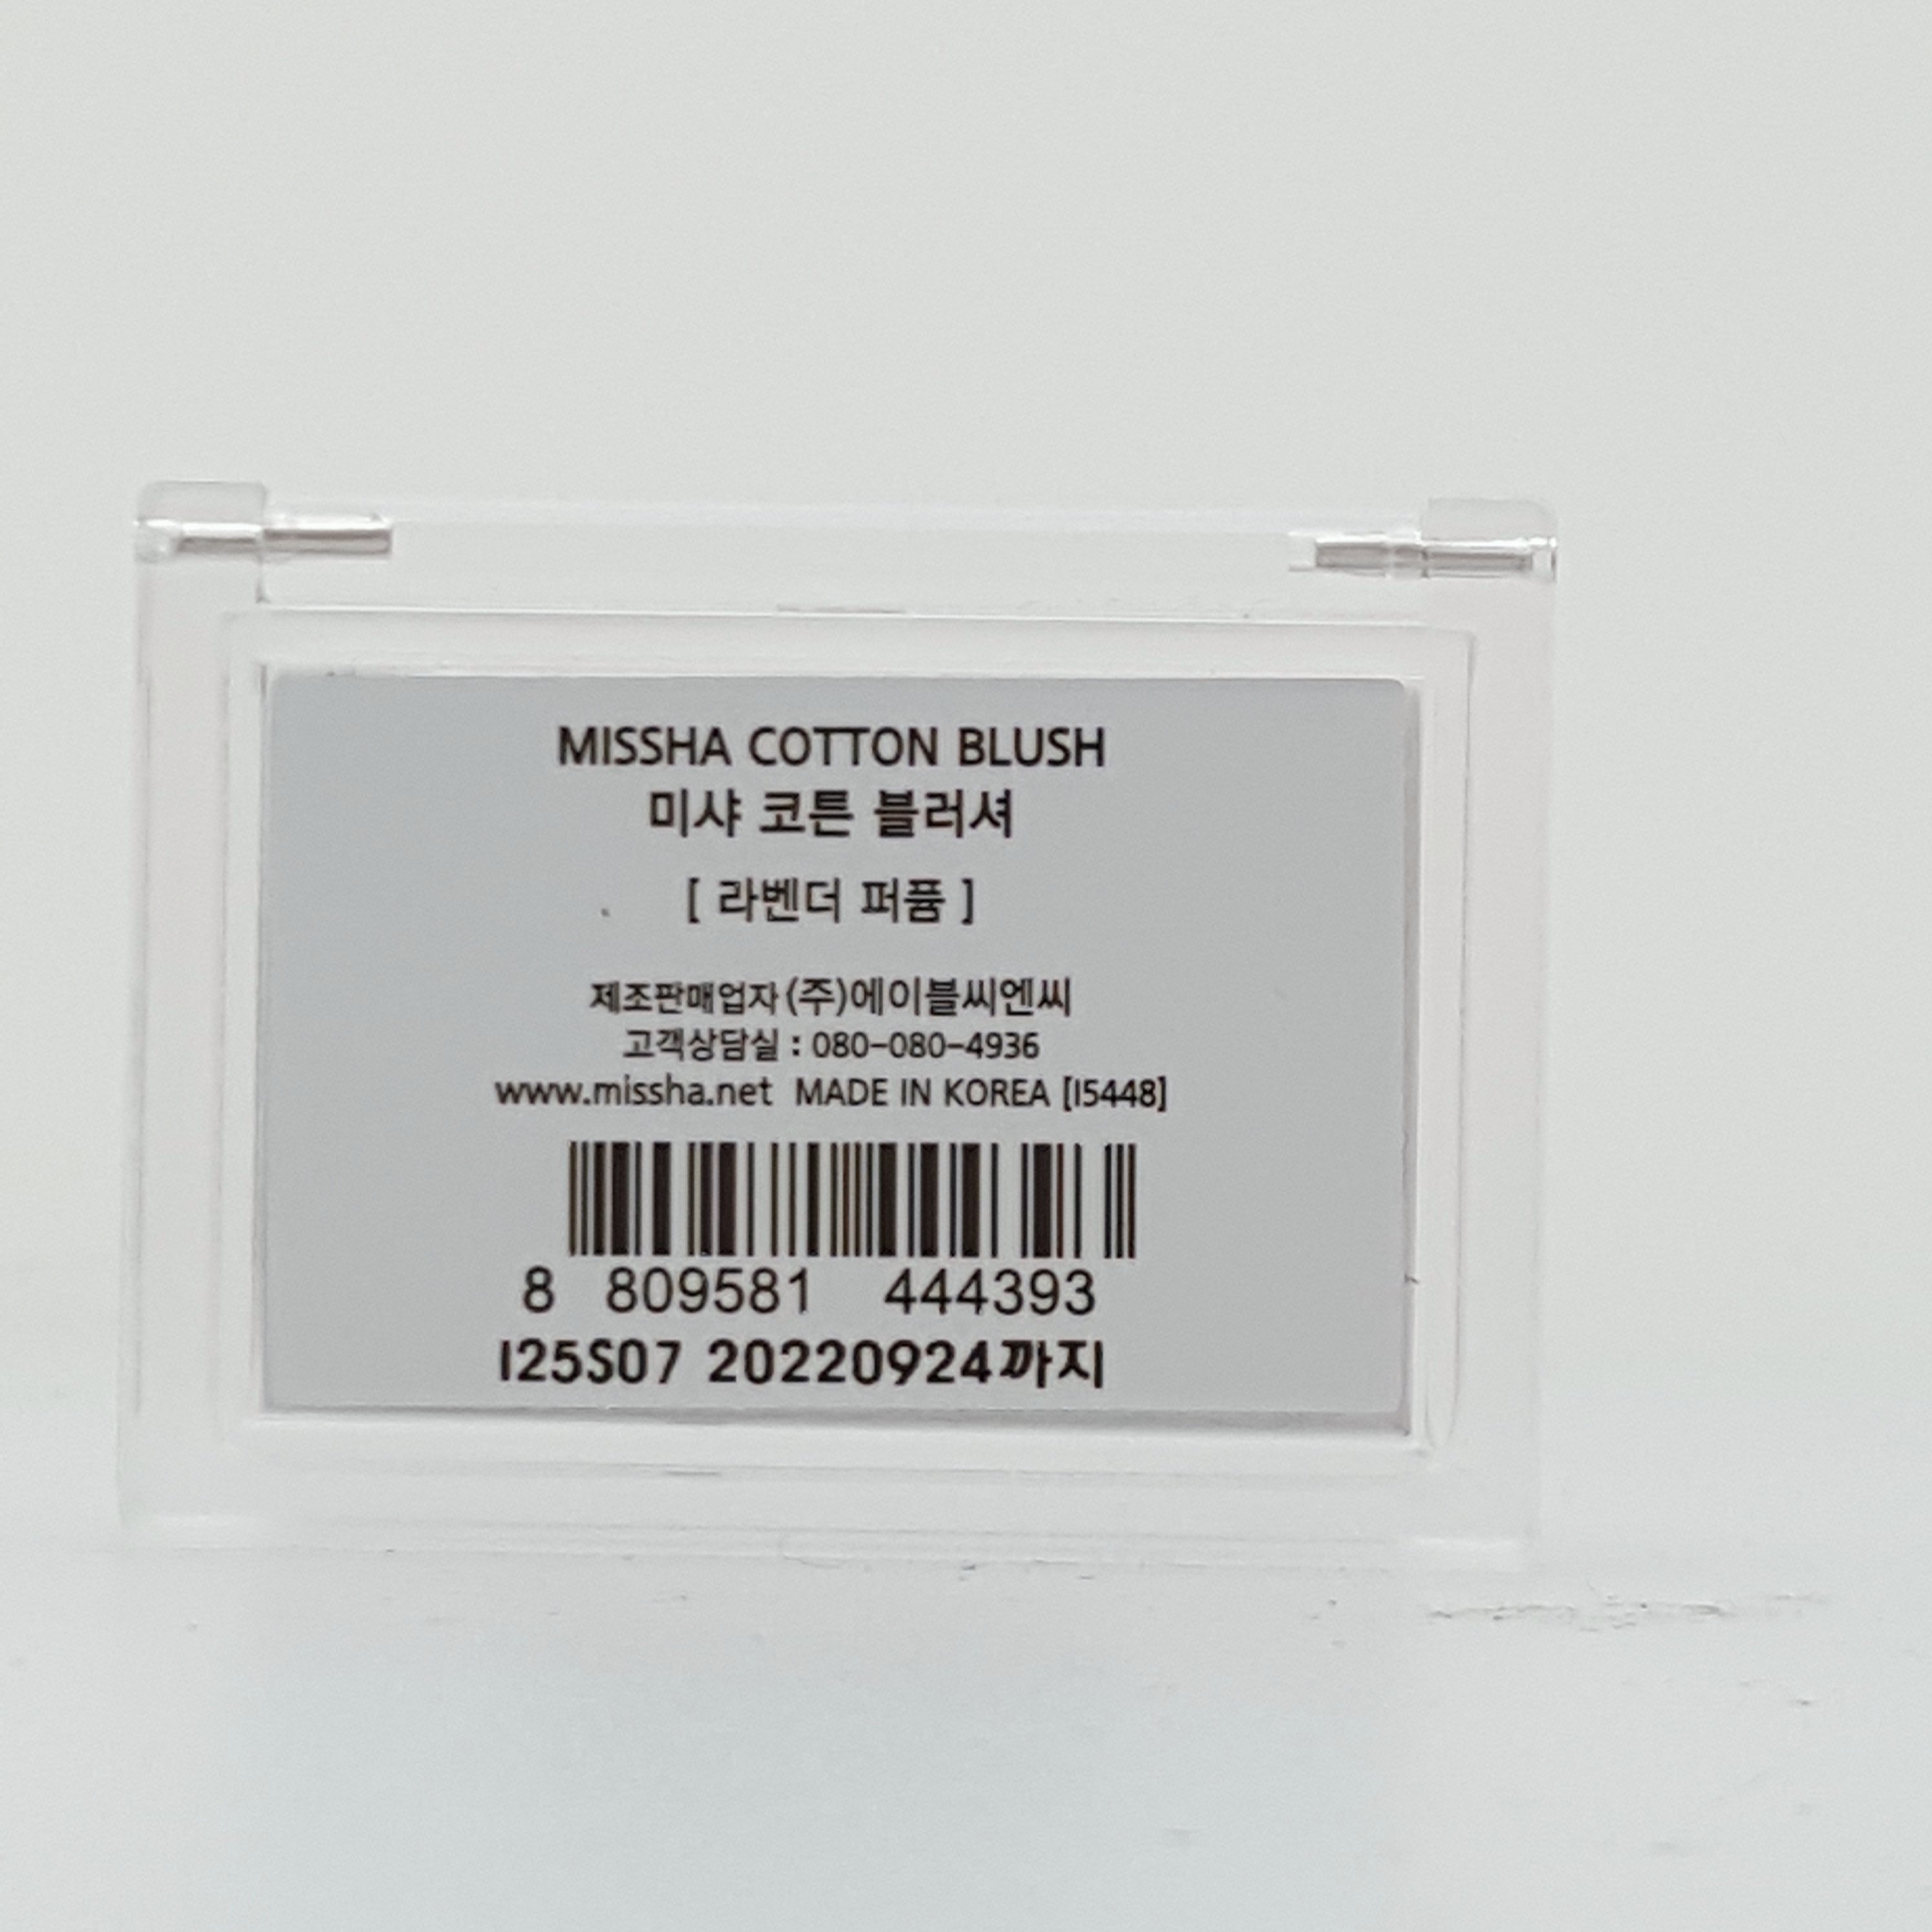 MISSHA COTTON BLUSH
미샤 코튼 블러셔
[ 라벤더 퍼퓸 ]
제조판매업자 (주)에이블씨엔씨
고객상담실 : 080-080-4936
www.missha.net MADE IN KOREA [I5448]
8 809581 444393
I25S07 20220924까지